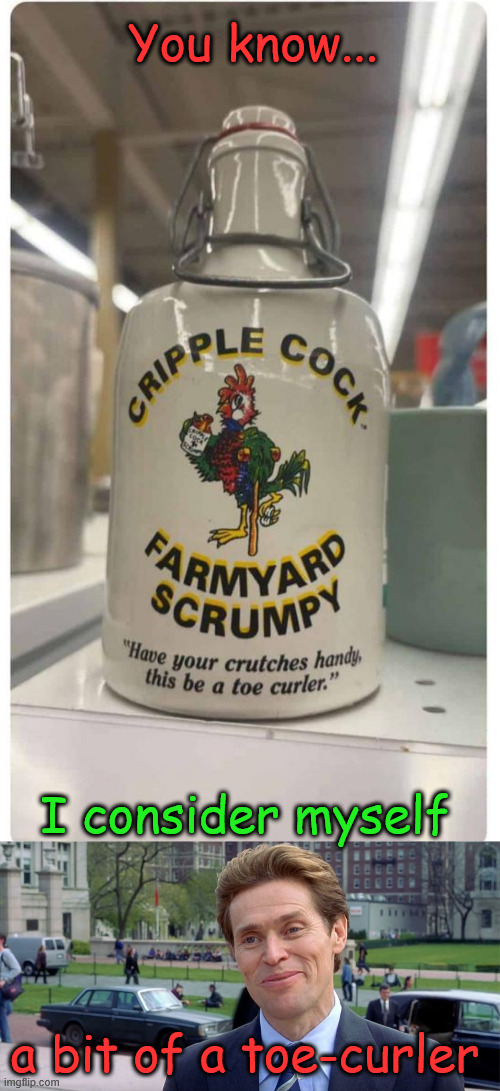 You know...
CRIPPLE COCK
FARMYARD
SCRUMPY
"Have your crutches handy,
this be a toe curler."
I consider myself
a bit of a toe-curler
imgflip.com